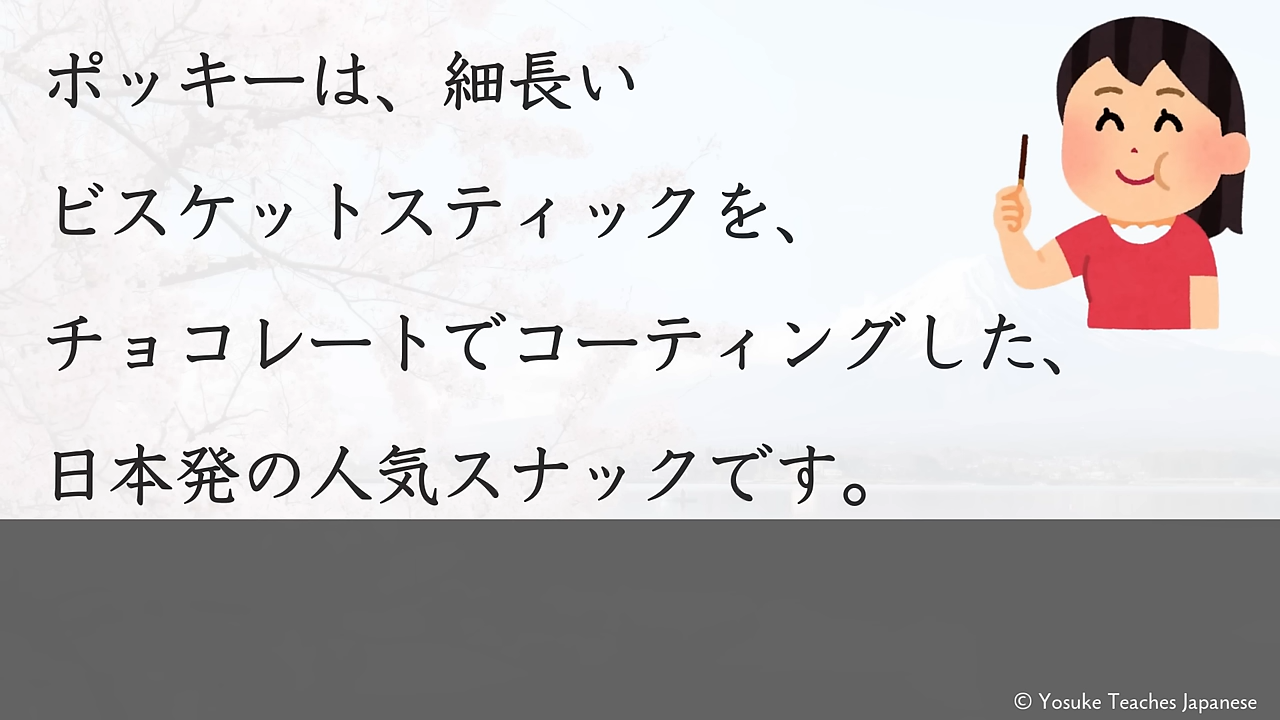 ポッキーは、細長い
ビスケットスティックを、
チョコレートでコーティングした、
日本発の人気スナックです。
© Yosuke Teaches Japanese